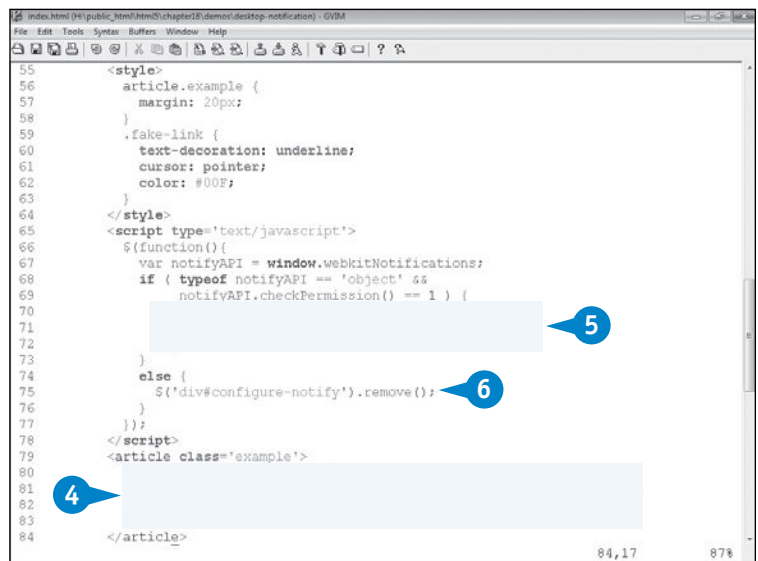 index.html (H:\public_html\html5\chapter18\demos\desktop-notification) - GVIM
File Edit Tools Syntax Buffers Window Help
55 <style>
56 article.example {
57 margin: 20px;
58 }
59 .fake-link {
60 text-decoration: underline;
61 cursor: pointer;
62 color: #00F;
63 }
64 </style>
65 <script type='text/javascript'>
66 $(function(){
67 var notifyAPI = window.webkitNotifications;
68 if ( typeof notifyAPI == 'object' &&
69 notifyAPI.checkPermission() == 1 ) {
70
71 5
72
73 }
74 else {
75 $('div#configure-notify').remove(); 6
76 }
77 });
78 </script>
79 <article class='example'>
80
81 4
82
83
84 </article>
84,17 87%